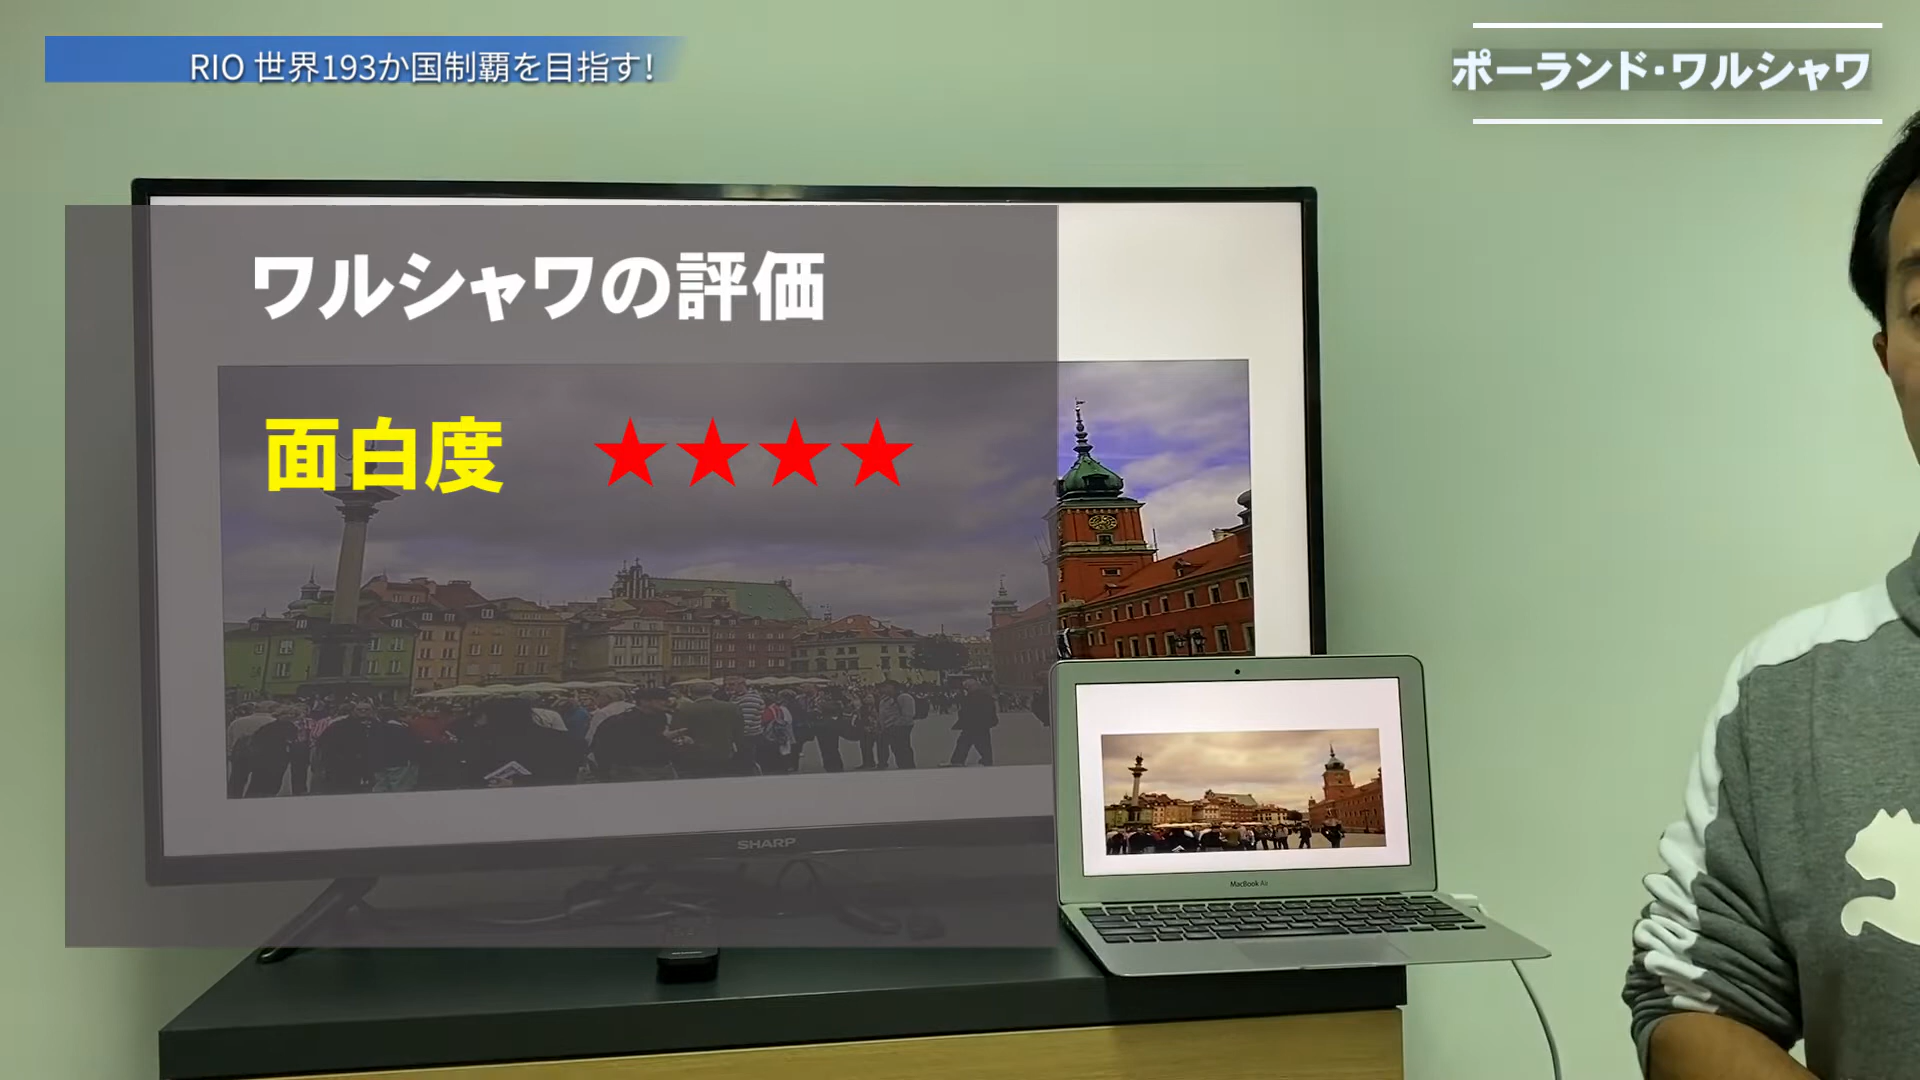 RIO 世界193か国制覇を目指す!
ポーランド・ワルシャワ
ワルシャワの評価
面白度 ★★★★
SHARP
MacBook Air